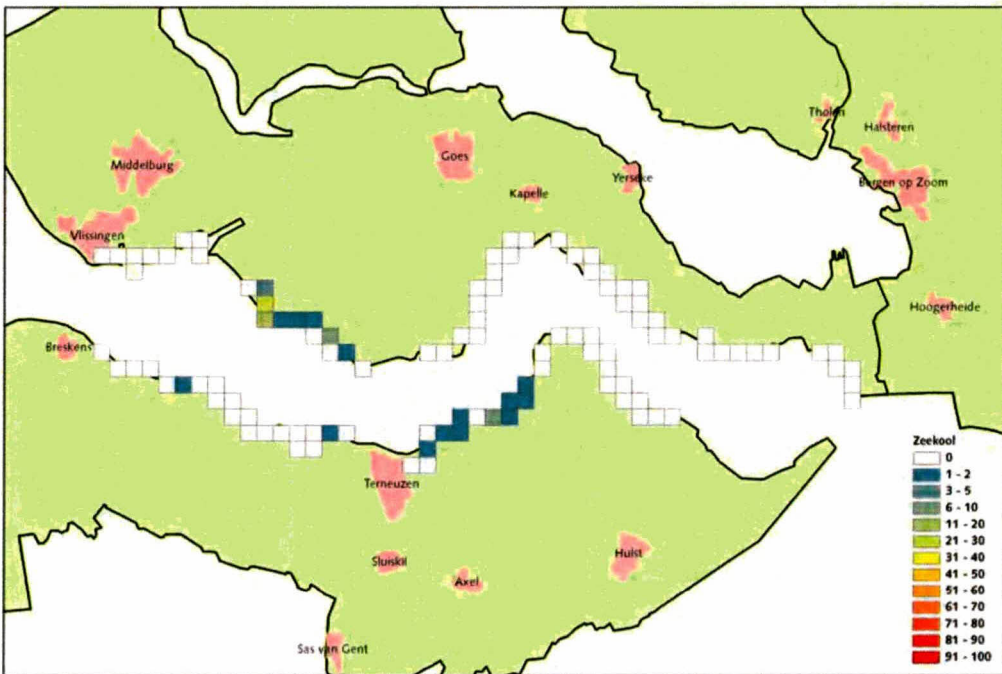 Tholen
Halsteren
Middelburg
Goes
Bergen op Zoom
Yerseke
Kapelle
Vlissingen
Hoogerheide
Breskens
Zeekool
0
1 - 2
3 - 5
6 - 10
11 - 20
21 - 30
31 - 40
41 - 50
51 - 60
61 - 70
71 - 80
81 - 90
91 - 100
Terneuzen
Sluiskil
Axel
Hulst
Sas van Gent